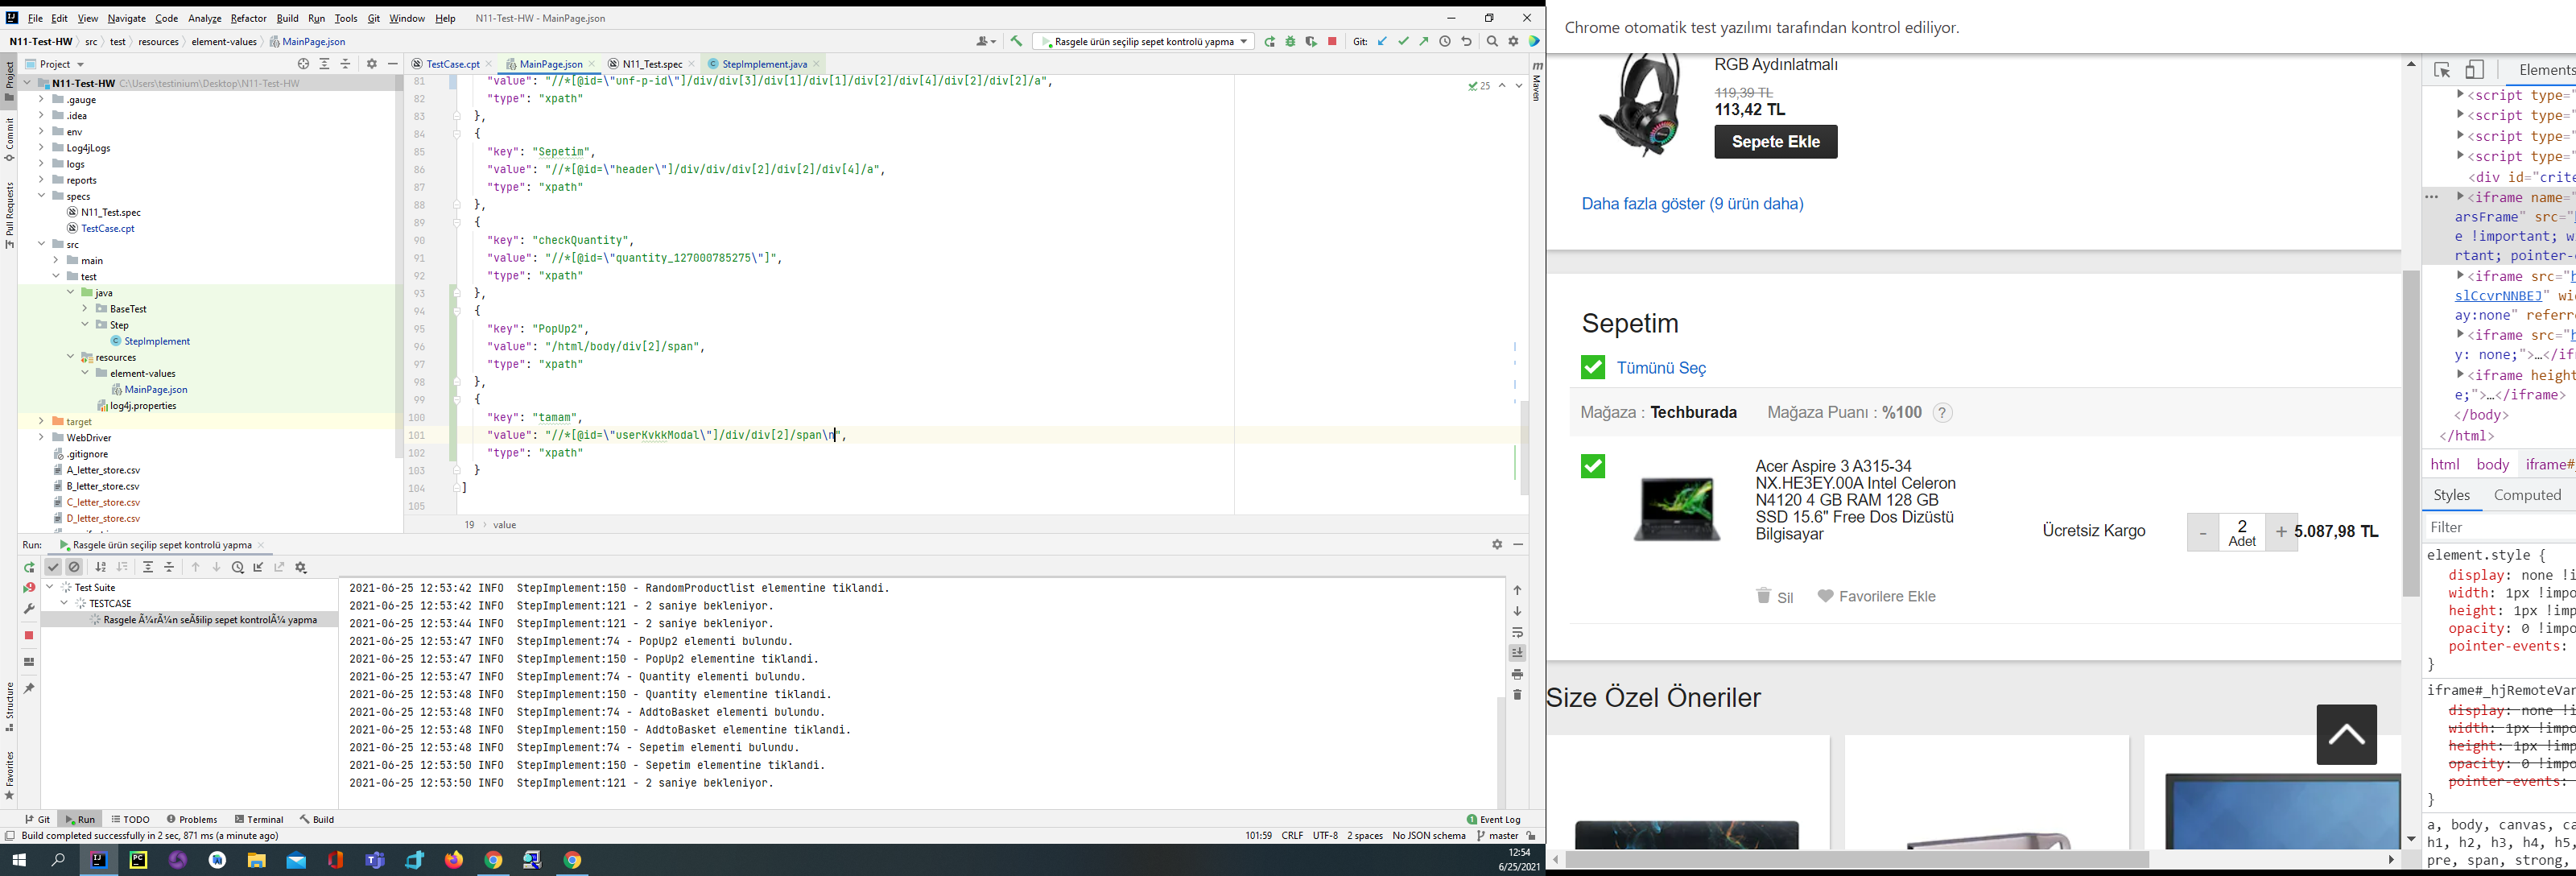 File Edit View Navigate Code Analyze Refactor Build Run Tools Git Window Help N11-Test-HW - MainPage.json
N11-Test-HW src test resources element-values MainPage.json
Rasgele ürün seçilip sepet kontrolü yapma
Git:
Project
TestCase.cpt
MainPage.json
N11_Test.spec
StepImplement.java
N11-Test-HW C:\Users\testinium\Desktop\N11-Test-HW
.gauge
.idea
env
Log4jLogs
logs
reports
specs
N11_Test.spec
TestCase.cpt
src
main
test
java
BaseTest
Step
StepImplement
resources
element-values
MainPage.json
log4j.properties
target
WebDriver
.gitignore
A_letter_store.csv
B_letter_store.csv
C_letter_store.csv
D_letter_store.csv
Project
Commit
Pull Requests
Structure
Favorites
Maven
25
81 "value": "//*[@id=\"unf-p-id\"]/div/div[3]/div[1]/div[1]/div[2]/div[4]/div[2]/div[2]/a",
82 "type": "xpath"
83 },
84 {
85 "key": "Sepetim",
86 "value": "//*[@id=\"header\"]/div/div/div[2]/div[2]/div[4]/a",
87 "type": "xpath"
88 },
89 {
90 "key": "checkQuantity",
91 "value": "//*[@id=\"quantity_127000785275\"]",
92 "type": "xpath"
93 },
94 {
95 "key": "PopUp2",
96 "value": "/html/body/div[2]/span",
97 "type": "xpath"
98 },
99 {
100 "key": "tamam",
101 "value": "//*[@id=\"userKvkkModal\"]/div/div[2]/span\n",
102 "type": "xpath"
103 }
104 ]
105
19 value
Run: Rasgele ürün seçilip sepet kontrolü yapma
Test Suite
TESTCASE
Rasgele Ã¼rÃ¼n seÃ§ilip sepet kontrolÃ¼ yapma
2021-06-25 12:53:42 INFO StepImplement:150 - RandomProductlist elementine tiklandi.
2021-06-25 12:53:42 INFO StepImplement:121 - 2 saniye bekleniyor.
2021-06-25 12:53:44 INFO StepImplement:121 - 2 saniye bekleniyor.
2021-06-25 12:53:47 INFO StepImplement:74 - PopUp2 elementi bulundu.
2021-06-25 12:53:47 INFO StepImplement:150 - PopUp2 elementine tiklandi.
2021-06-25 12:53:47 INFO StepImplement:74 - Quantity elementi bulundu.
2021-06-25 12:53:48 INFO StepImplement:150 - Quantity elementine tiklandi.
2021-06-25 12:53:48 INFO StepImplement:74 - AddtoBasket elementi bulundu.
2021-06-25 12:53:48 INFO StepImplement:150 - AddtoBasket elementine tiklandi.
2021-06-25 12:53:48 INFO StepImplement:74 - Sepetim elementi bulundu.
2021-06-25 12:53:50 INFO StepImplement:150 - Sepetim elementine tiklandi.
2021-06-25 12:53:50 INFO StepImplement:121 - 2 saniye bekleniyor.
Git Run TODO Problems Terminal Build
Event Log
Build completed successfully in 2 sec, 871 ms (a minute ago)
101:59 CRLF UTF-8 2 spaces No JSON schema master
12:54
6/25/2021
Chrome otomatik test yazılımı tarafından kontrol ediliyor.
RGB Aydınlatmalı
119,39 TL
113,42 TL
Sepete Ekle
Daha fazla göster (9 ürün daha)
Sepetim
Tümünü Seç
Mağaza : Techburada Mağaza Puanı : %100 ?
Acer Aspire 3 A315-34
NX.HE3EY.00A Intel Celeron
N4120 4 GB RAM 128 GB
SSD 15.6" Free Dos Dizüstü
Bilgisayar
Ücretsiz Kargo
- 2 Adet +
5.087,98 TL
Sil
Favorilere Ekle
Size Özel Öneriler
Elements
<script type="
<script type="
<script type="
<script type="
<div id="crite
<iframe name="
arsFrame" src="
e !important; w
rtant; pointer-
<iframe src="h
slCcvrNNBEJ" wi
ay:none" referr
<iframe src="h
y: none;">…</if
<iframe height
e;">…</iframe>
</body>
</html>
html body iframe#
Styles Computed
Filter
element.style {
display: none !i
width: 1px !impo
height: 1px !imp
opacity: 0 !impo
pointer-events:
}
iframe#_hjRemoteVar
display: none !i
width: 1px !impo
height: 1px !imp
opacity: 0 !impo
pointer-events:
}
a, body, canvas, ca
h1, h2, h3, h4, h5,
pre, span, strong,